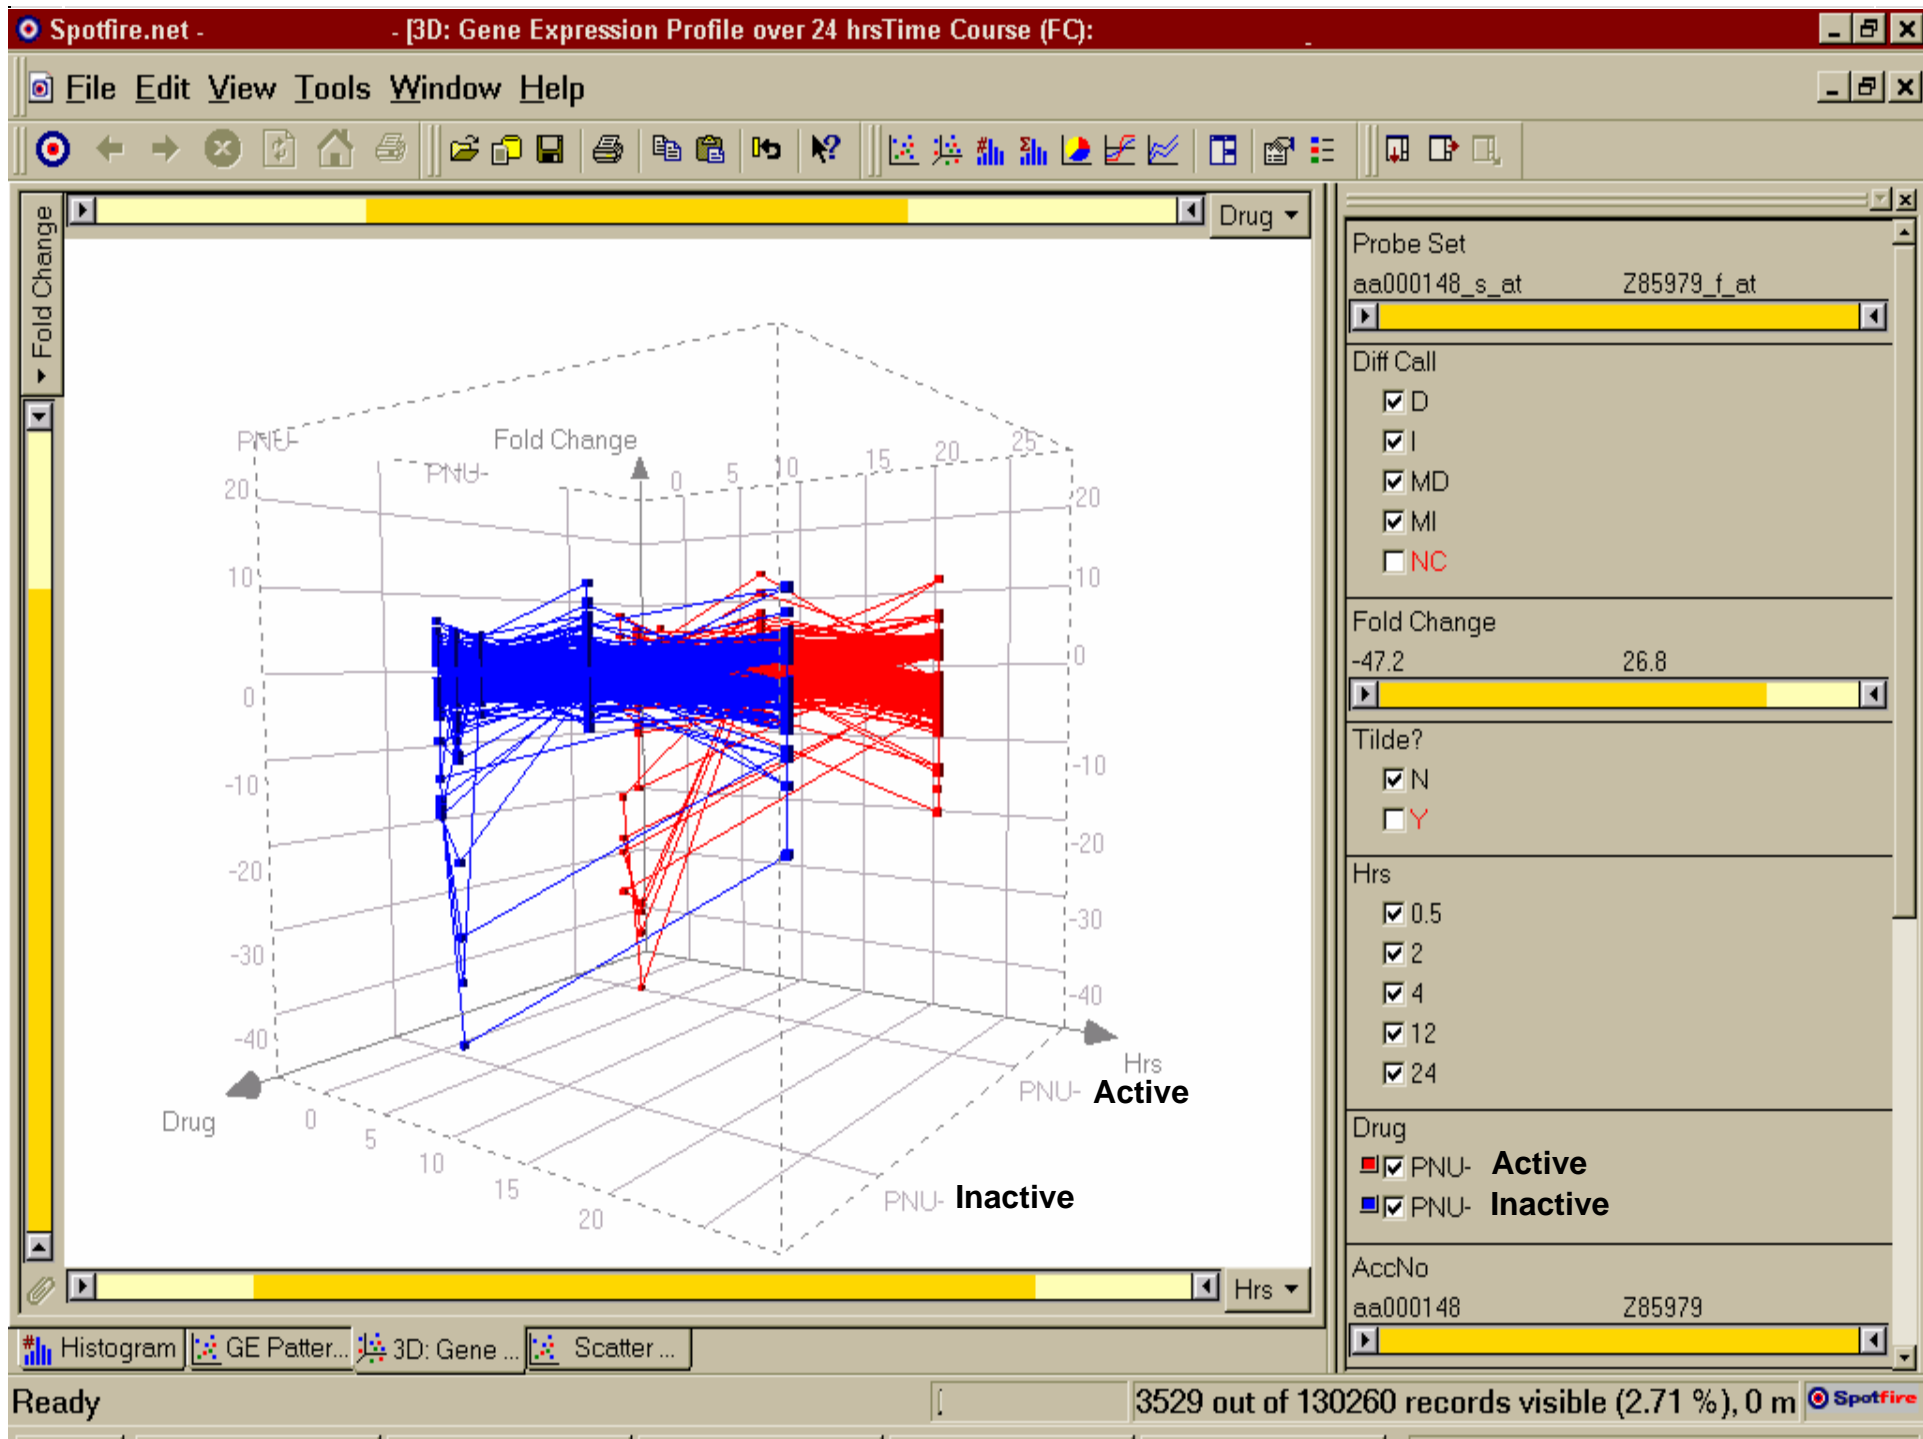 Spotfire.net - - [3D: Gene Expression Profile over 24 hrsTime Course (FC):
File Edit View Tools Window Help
Fold Change
Drug
PNU-
PNU-
Fold Change
0 5 10 15 20 25
20
10
0
-10
-20
-30
-40
20
10
0
-10
-20
-30
-40
Hrs
PNU- Active
PNU- Inactive
Drug
0
5
10
15
20
Hrs
Probe Set
aa000148_s_at Z85979_f_at
Diff Call
D
I
MD
MI
NC
Fold Change
-47.2 26.8
Tilde?
N
Y
Hrs
0.5
2
4
12
24
Drug
PNU- Active
PNU- Inactive
AccNo
aa000148 Z85979
Histogram GE Patter... 3D: Gene ... Scatter ...
Ready 3529 out of 130260 records visible (2.71 %), 0 m Spotfire